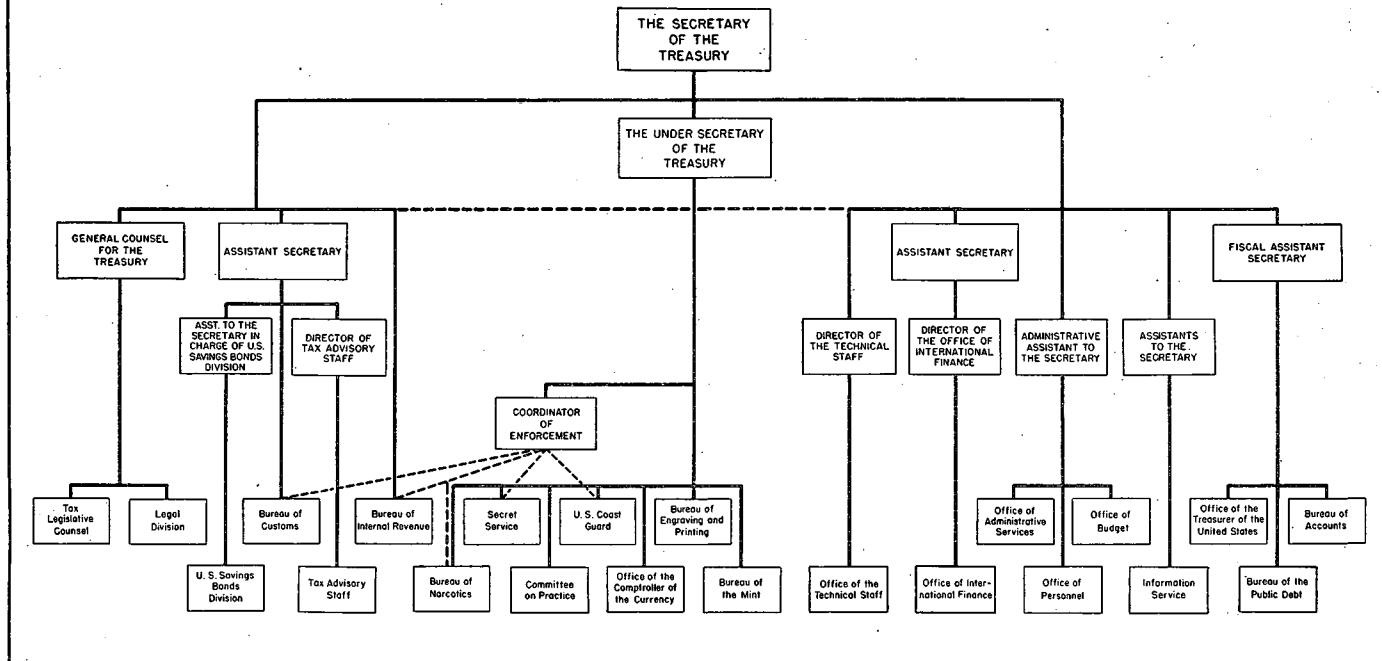 THE SECRETARY
OF THE
TREASURY
THE UNDER SECRETARY
OF THE
TREASURY
GENERAL COUNSEL
FOR THE
TREASURY
ASSISTANT SECRETARY
ASSISTANT SECRETARY
FISCAL ASSISTANT
SECRETARY
ASST. TO THE
SECRETARY IN
CHARGE OF U.S.
SAVINGS BONDS
DIVISION
DIRECTOR OF
TAX ADVISORY
STAFF
DIRECTOR OF
THE TECHNICAL
STAFF
DIRECTOR OF
THE OFFICE OF
INTERNATIONAL
FINANCE
ADMINISTRATIVE
ASSISTANT TO
THE SECRETARY
ASSISTANTS
TO THE
SECRETARY
COORDINATOR
OF
ENFORCEMENT
Tax
Legislative
Counsel
Legal
Division
Bureau of
Customs
Bureau of
Internal Revenue
Secret
Service
U. S. Coast
Guard
Bureau of
Engraving and
Printing
Office of
Administrative
Services
Office of
Budget
Office of the
Treasurer of the
United States
Bureau of
Accounts
U. S. Savings
Bonds
Division
Tax Advisory
Staff
Bureau of
Narcotics
Committee
on Practice
Office of the
Comptroller of
the Currency
Bureau of
the Mint
Office of the
Technical Staff
Office of Inter-
national Finance
Office of
Personnel
Information
Service
Bureau of the
Public Debt